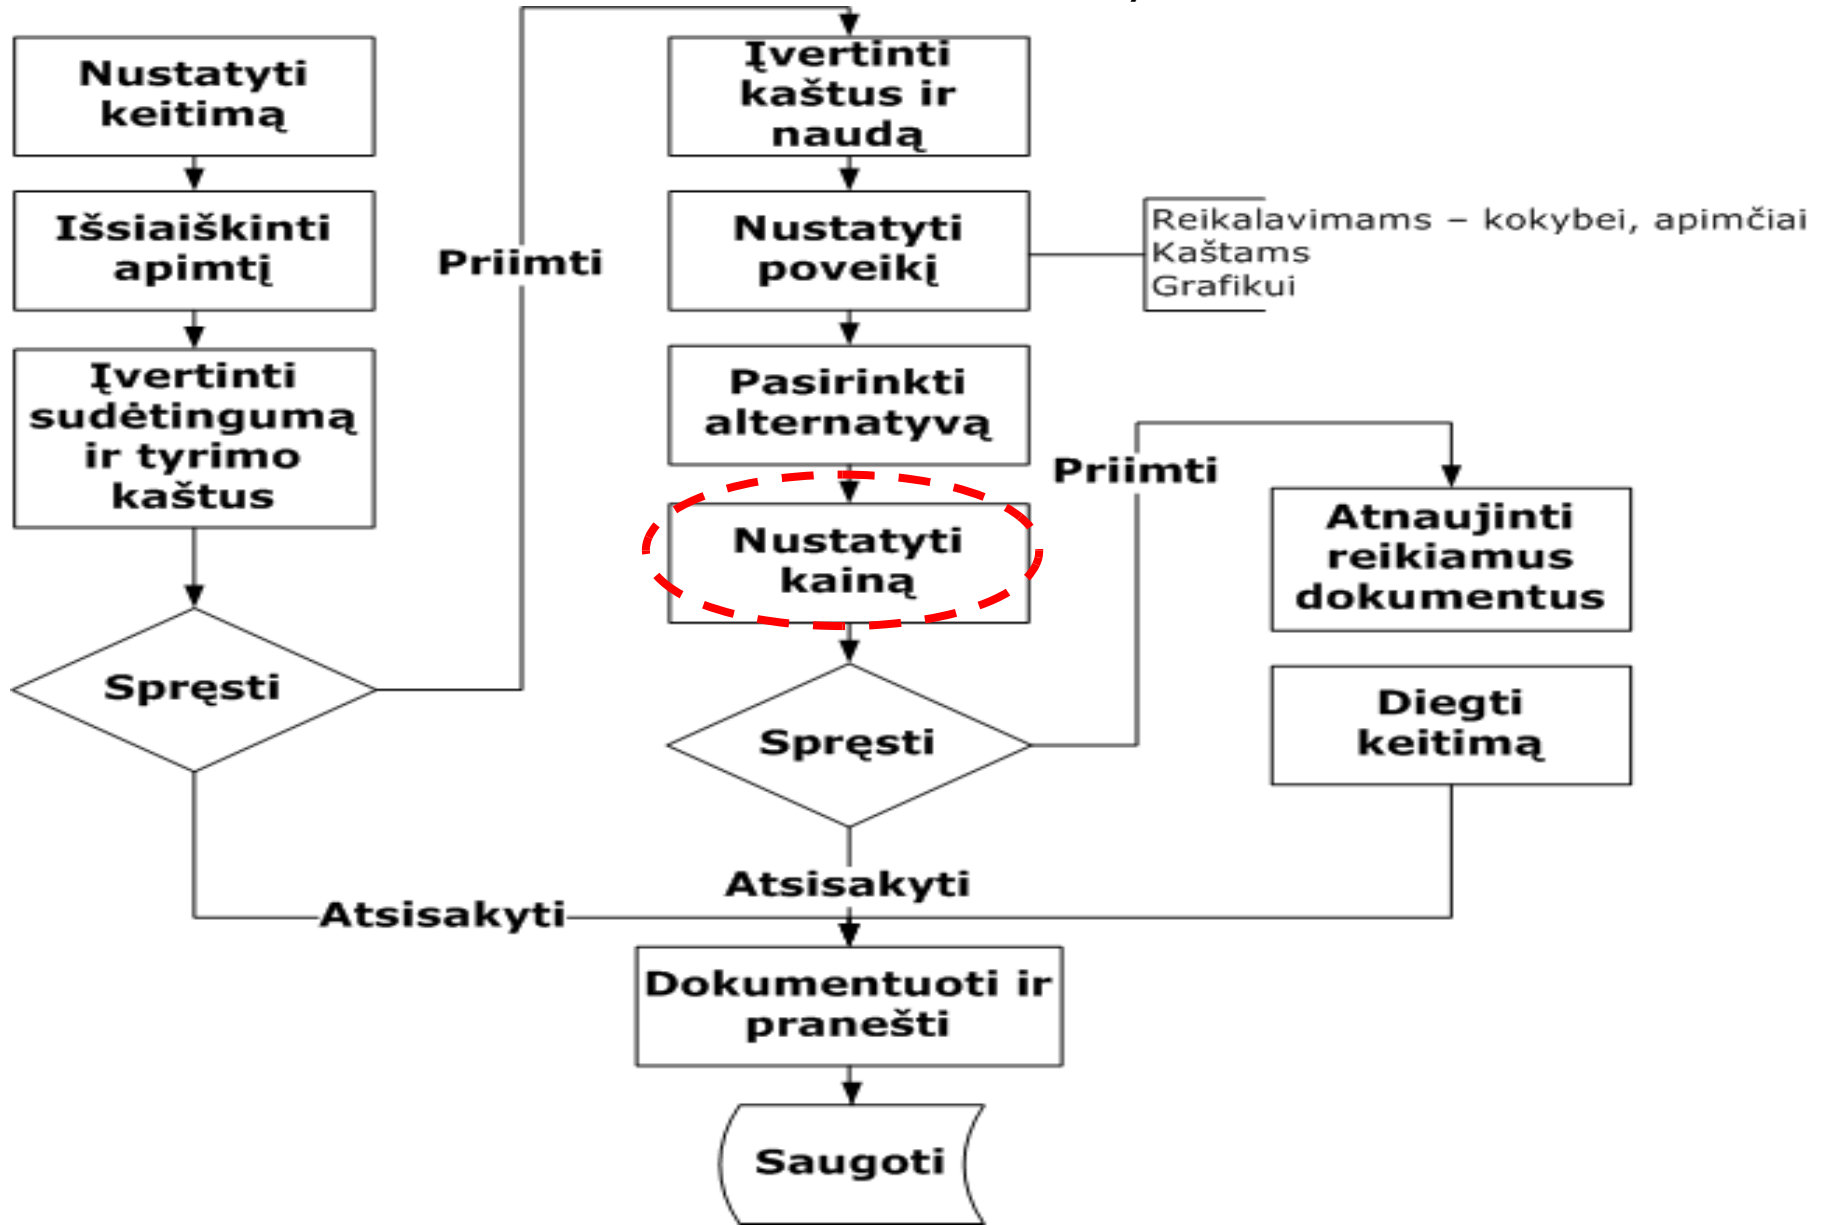 Nustatyti
keitimą
Išsiaiškinti
apimtį
Įvertinti
sudėtingumą
ir tyrimo
kaštus
Spręsti
Priimti
Atsisakyti
Įvertinti
kaštus ir
naudą
Nustatyti
poveikį
Reikalavimams – kokybei, apimčiai
Kaštams
Grafikui
Pasirinkti
alternatyvą
Nustatyti
kainą
Spręsti
Priimti
Atsisakyti
Atnaujinti
reikiamus
dokumentus
Diegti
keitimą
Dokumentuoti ir
pranešti
Saugoti